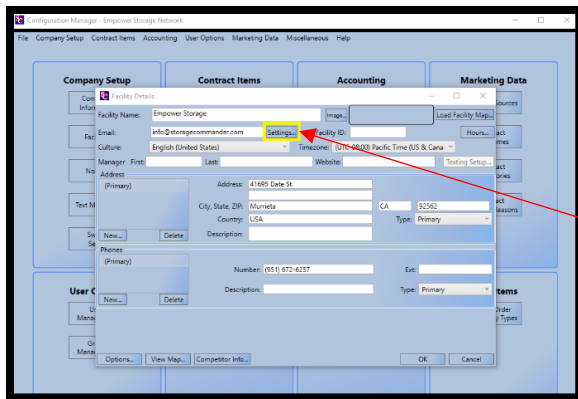 Configuration Manager - Empower Storage Network
File Company Setup Contract Items Accounting User Options Marketing Data Miscellaneous Help
Company Setup Contract Items Accounting Marketing Data
Facility Details
Facility Name: Empower Storage Image... Load Facility Map...
Email: info@storagecommander.com Settings... Facility ID: Hours...
Culture: English (United States) Timezone: (UTC-08:00) Pacific Time (US & Cana
Manager First: Last: Website: Testing Setup...
Address
(Primary) Address: 41695 Date St.
City, State, ZIP: Murrieta CA 92562
Country: USA Type: Primary
New... Delete Description:
Phones
(Primary)
Number: (951) 672-6257 Ext:
Description: Type: Primary
New... Delete
Options... View Map... Competitor Info... OK Cancel